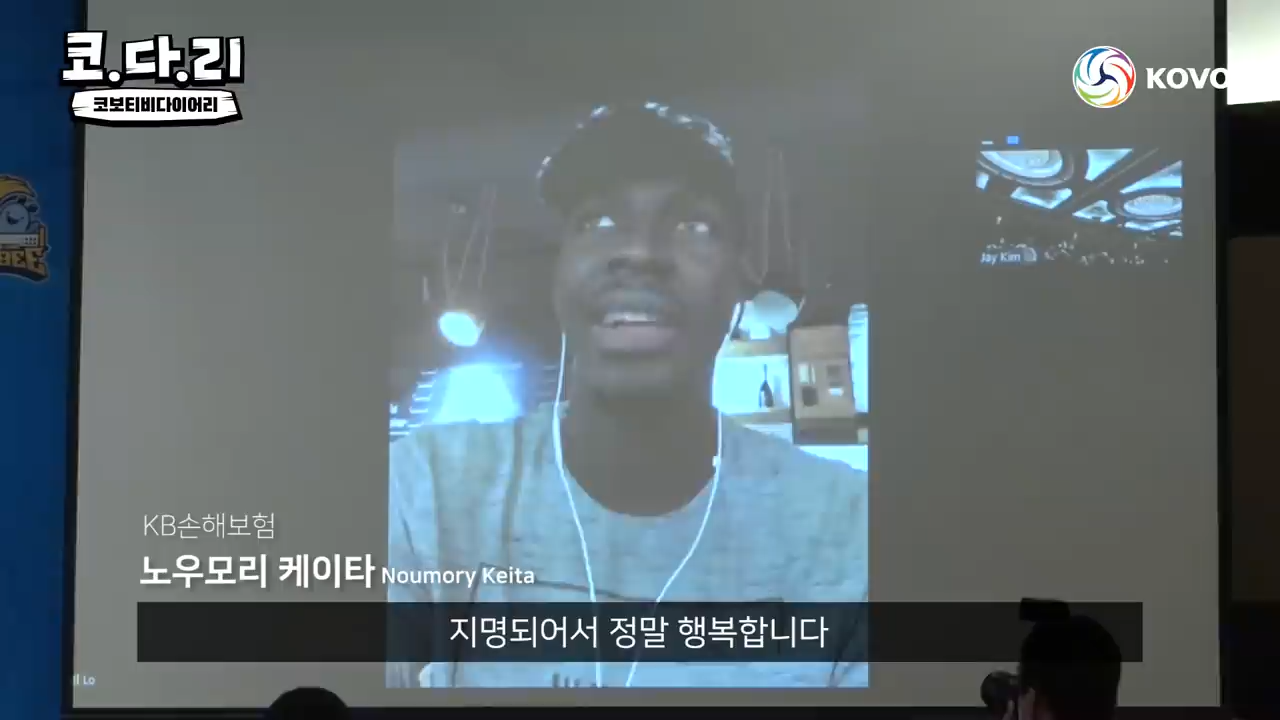 코.다.리
코보티비다이어리
KOVO
BEE
Jay Kim
KB손해보험
노우모리 케이타 Noumory Keita
지명되어서 정말 행복합니다